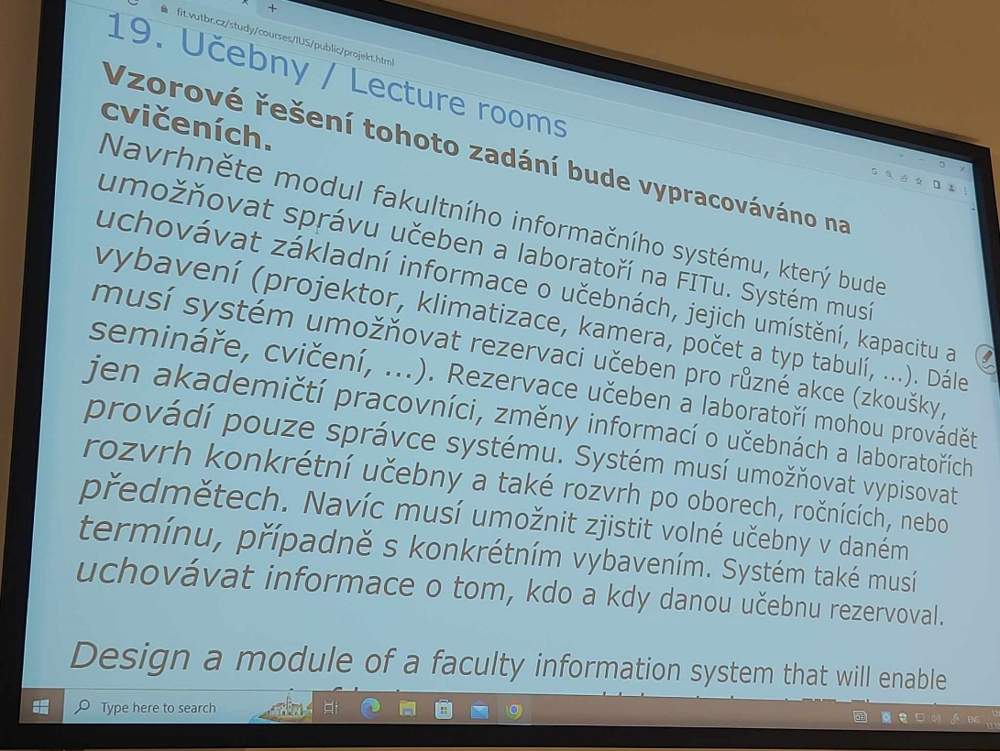 fit.vutbr.cz/study/courses/IUS/public/projekt.html
19. Učebny / Lecture rooms
Vzorové řešení tohoto zadání bude vypracováváno na
cvičeních.
Navrhněte modul fakultního informačního systému, který bude
umožňovat správu učeben a laboratoří na FITu. Systém musí
uchovávat základní informace o učebnách, jejich umístění, kapacitu a
vybavení (projektor, klimatizace, kamera, počet a typ tabulí, ...). Dále
musí systém umožňovat rezervaci učeben pro různé akce (zkoušky,
semináře, cvičení, ...). Rezervace učeben a laboratoří mohou provádět
jen akademičtí pracovníci, změny informací o učebnách a laboratořích
provádí pouze správce systému. Systém musí umožňovat vypisovat
rozvrh konkrétní učebny a také rozvrh po oborech, ročnících, nebo
předmětech. Navíc musí umožnit zjistit volné učebny v daném
termínu, případně s konkrétním vybavením. Systém také musí
uchovávat informace o tom, kdo a kdy danou učebnu rezervoval.
Design a module of a faculty information system that will enable
Type here to search
ENG